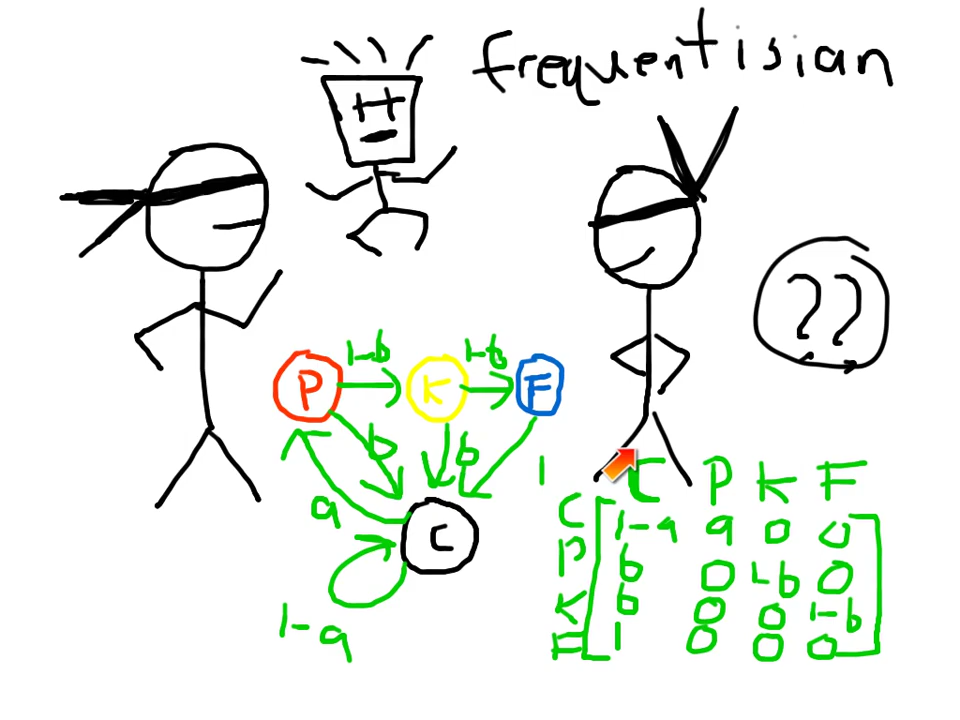 frequentisian
??
1-b 1-b
P K F
b b 1
a
C
1-a
C P K F
C 1-a a 0 0
P b 0 1-b 0
K b 0 0 1-b
F 1 0 0 0